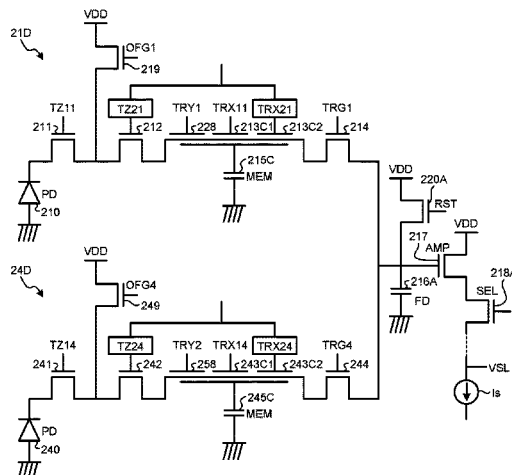 21D
VDD
OFG1
219
TZ11
TZ21
TRY1
TRX11
TRX21
TRG1
211
212
228
213C1
213C2
214
215C
MEM
PD
210
VDD
220A
RST
217
VDD
AMP
216A
FD
SEL
218A
VSL
Is
24D
VDD
OFG4
249
TZ14
TZ24
TRY2
TRX14
TRX24
TRG4
241
242
258
243C1
243C2
244
245C
MEM
PD
240